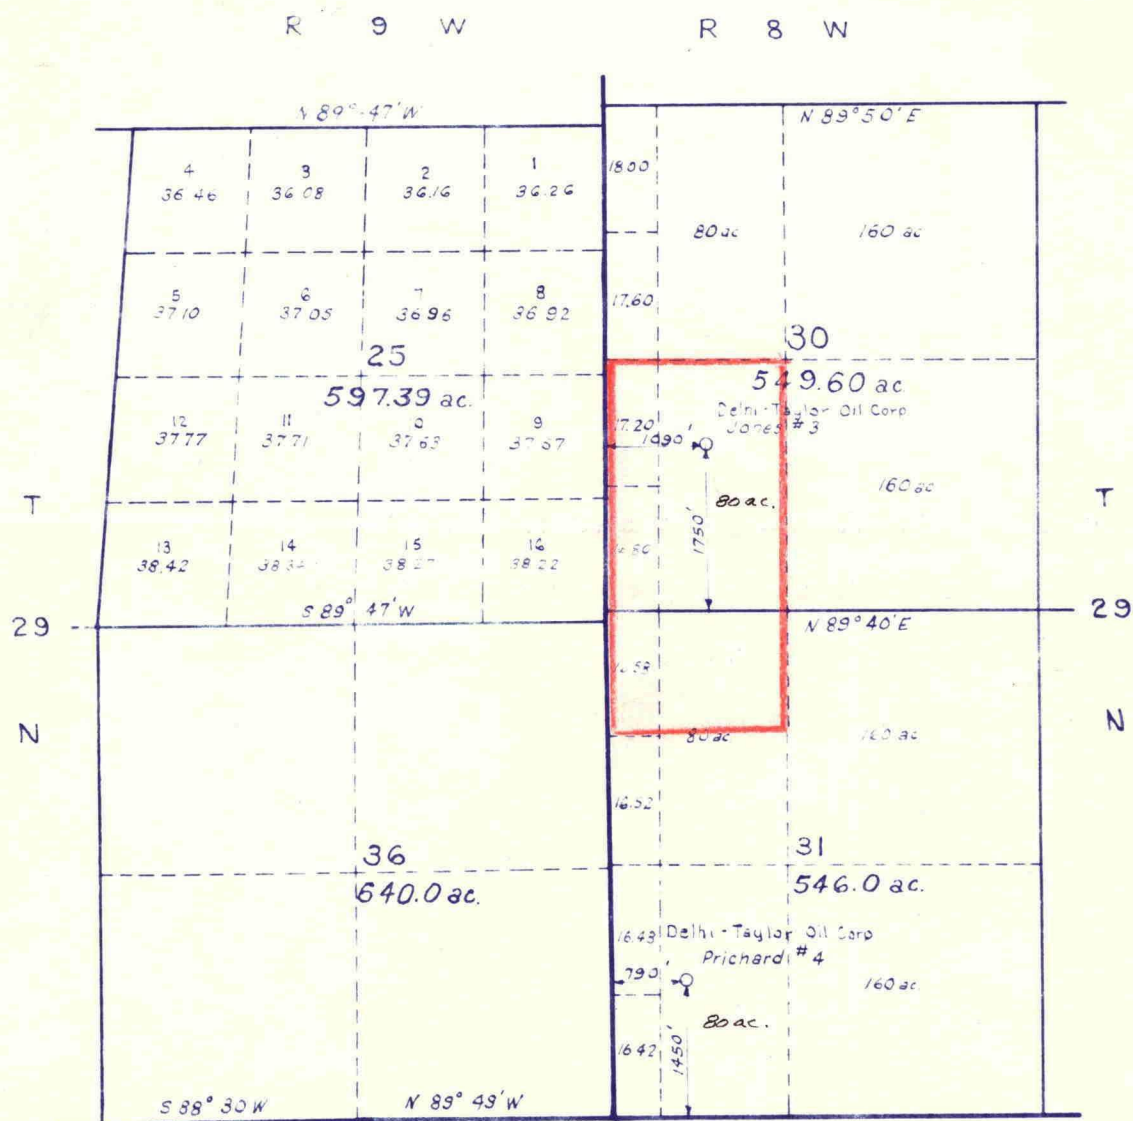 R 9 W
R 8 W
N 89°-47'W
N 89°50'E
4
36 46
3
36 08
2
36.16
1
36.26
18.00
80 ac
160 ac
5
37.10
6
37.05
7
36 96
8
36 92
17.60
25
597.39 ac.
30
549.60 ac.
Delhi-Taylor Oil Corp.
Jones #3
12
37.77
11
37.71
37.63
9
17.20
1090'
80 ac.
160 ac
1750'
T
T
13
38.42
14
15
16
38.22
S 89° 47'W
N 89°40'E
29
29
N
N
80 ac
160 ac
16.52
36
640.0 ac.
31
546.0 ac.
Delhi-Taylor Oil Corp
Prichard #4
790'
160 ac.
80 ac.
1450'
16 42
S 88° 30 W
N 89° 49'W